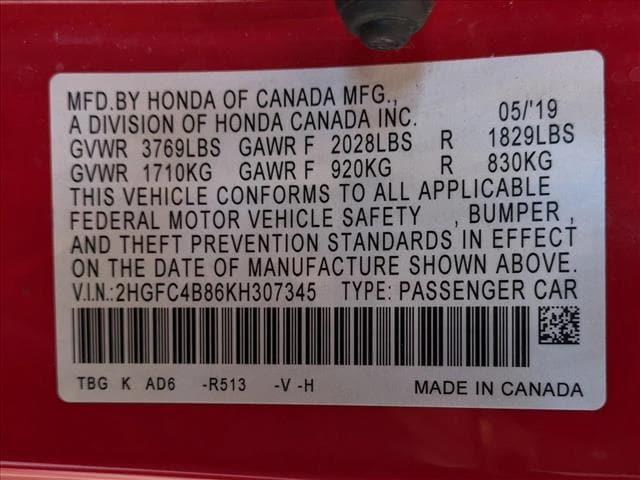 MFD.BY HONDA OF CANADA MFG.,
A DIVISION OF HONDA CANADA INC. 05/'19
GVWR 3769LBS GAWR F 2028LBS R 1829LBS
GVWR 1710KG GAWR F 920KG R 830KG
THIS VEHICLE CONFORMS TO ALL APPLICABLE
FEDERAL MOTOR VEHICLE SAFETY , BUMPER ,
AND THEFT PREVENTION STANDARDS IN EFFECT
ON THE DATE OF MANUFACTURE SHOWN ABOVE.
V.I.N.:2HGFC4B86KH307345 TYPE: PASSENGER CAR
TBG K AD6 -R513 -V -H MADE IN CANADA